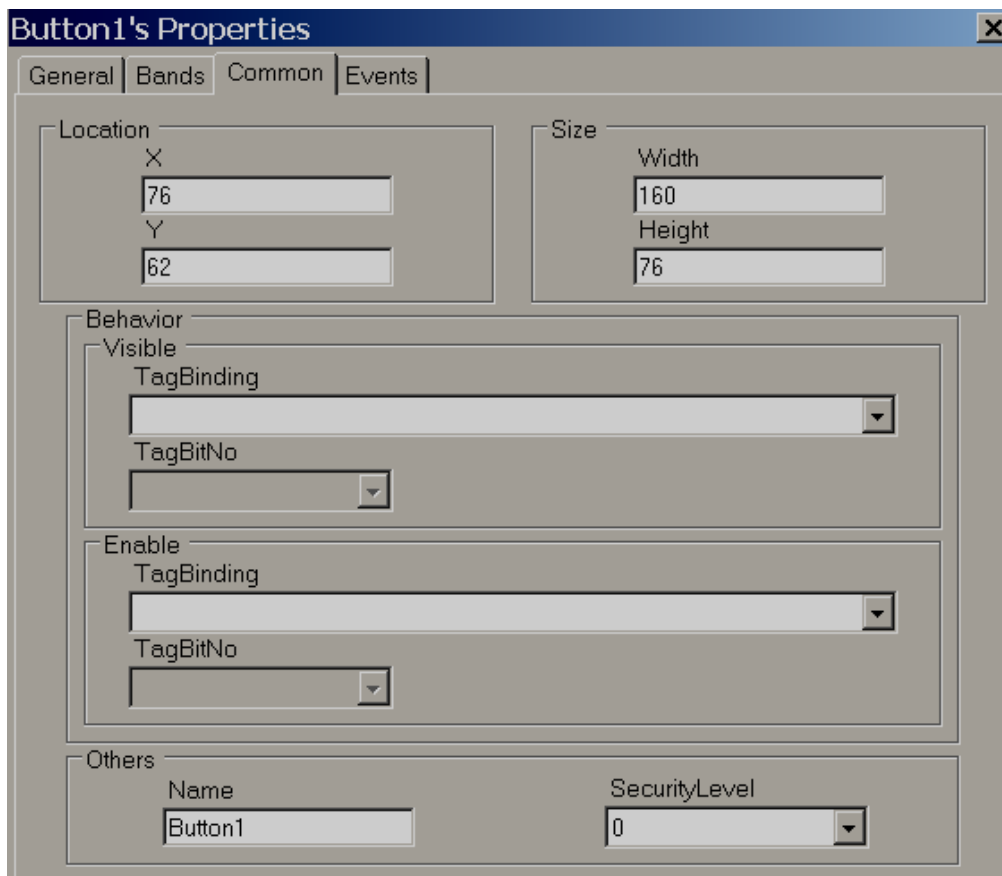 Button1's Properties
General Bands Common Events
Location
X
76
Y
62
Size
Width
160
Height
76
Behavior
Visible
TagBinding
TagBitNo
Enable
TagBinding
TagBitNo
Others
Name
Button1
SecurityLevel
0